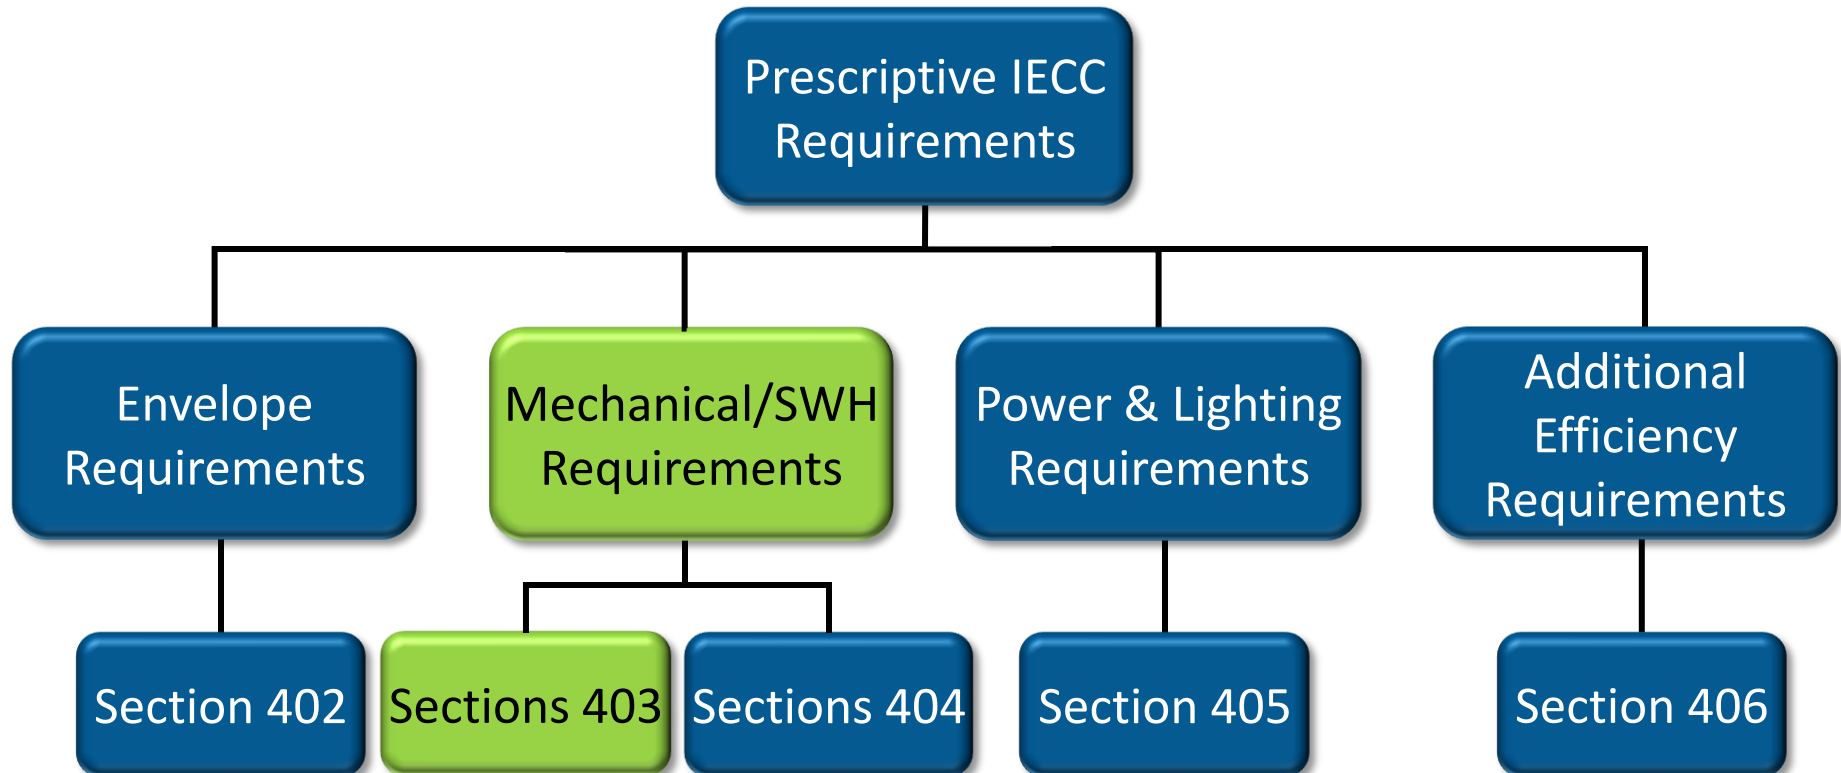 Prescriptive IECC
Requirements
Envelope
Requirements
Mechanical/SWH
Requirements
Power & Lighting
Requirements
Additional
Efficiency
Requirements
Section 402
Sections 403
Sections 404
Section 405
Section 406